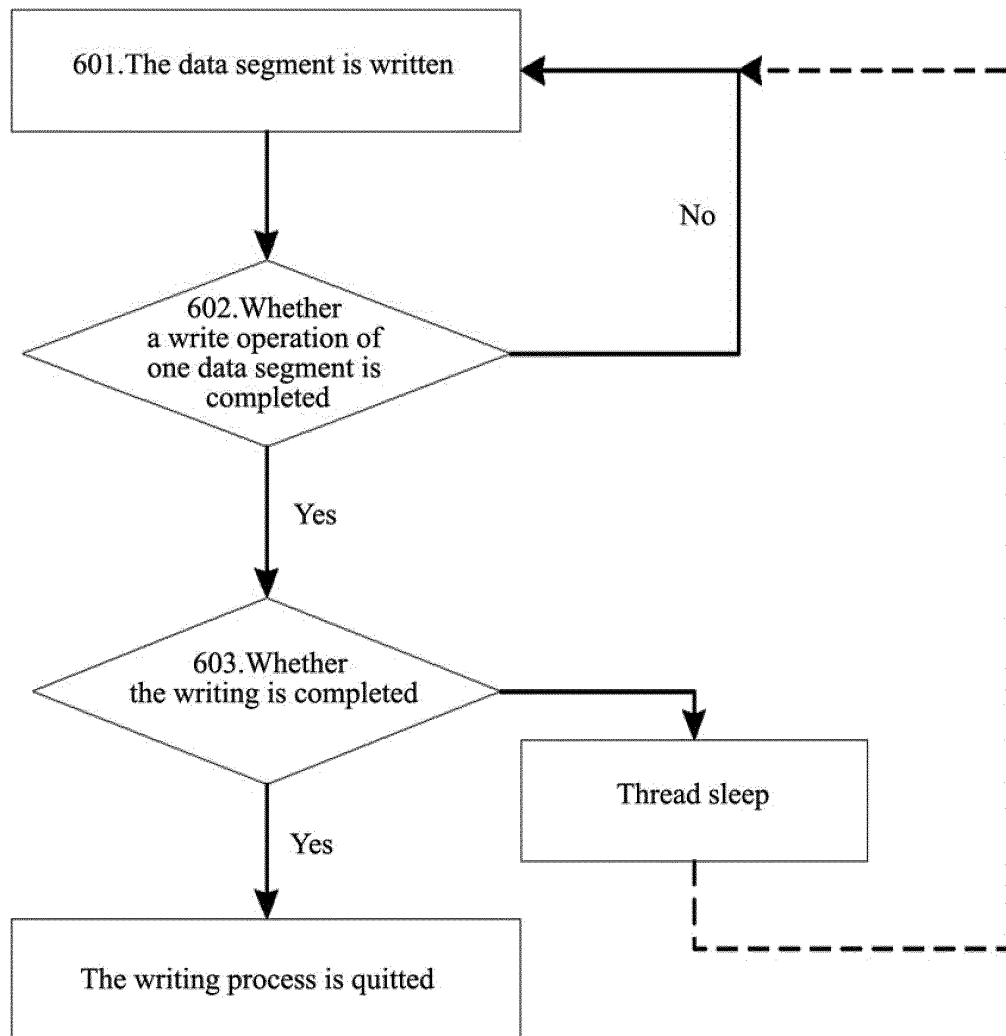 601.The data segment is written
No
602.Whether
a write operation of
one data segment is
completed
Yes
603.Whether
the writing is completed
Thread sleep
Yes
The writing process is quitted